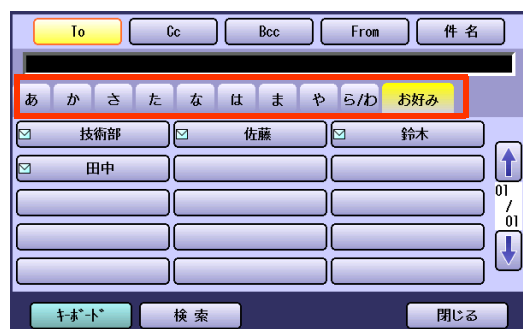 To Cc Bcc From 件名
あ か さ た な は ま や ら/わ お好み
技術部 佐藤 鈴木
田中
01
/
01
ｷｰﾎﾞｰﾄﾞ 検索 閉じる